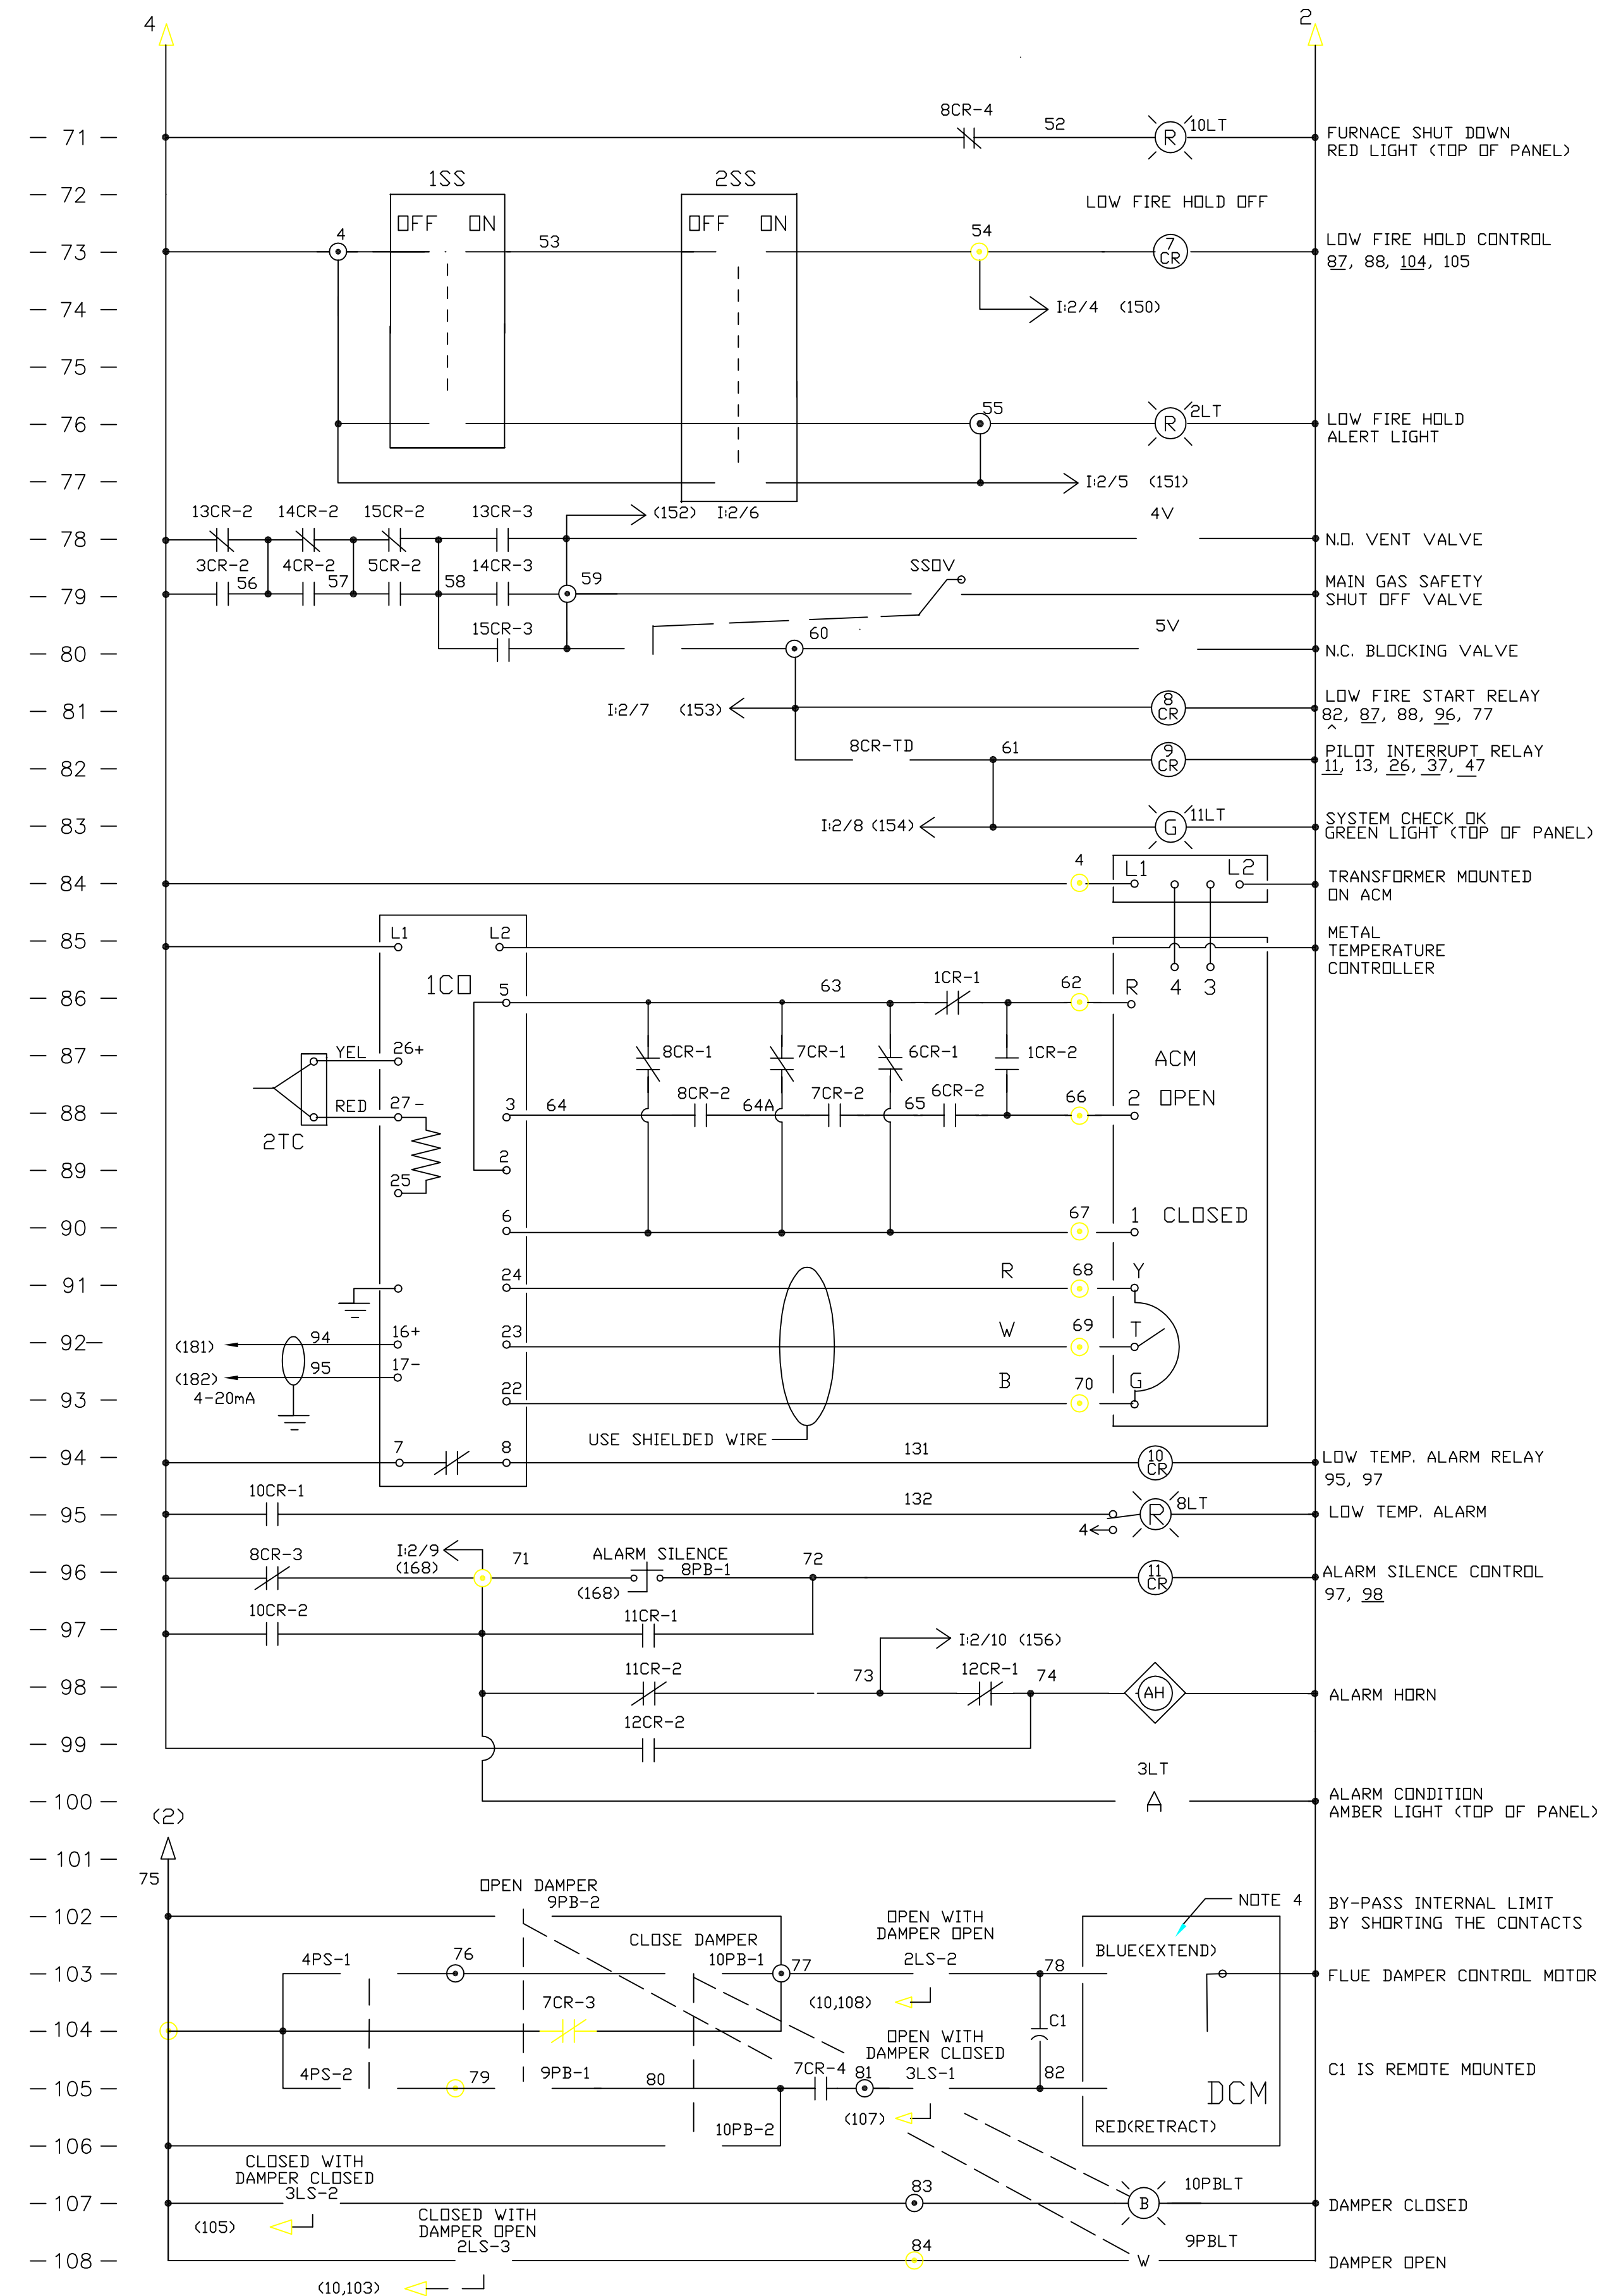 4
2
8CR-4
52
10LT
— 71 —
R
FURNACE SHUT DOWN
RED LIGHT (TOP OF PANEL)
1SS
2SS
— 72 —
LOW FIRE HOLD OFF
OFF ON
OFF ON
4
53
54
— 73 —
7
CR
LOW FIRE HOLD CONTROL
87, 88, 104, 105
— 74 —
I:2/4 (150)
— 75 —
55
2LT
— 76 —
R
LOW FIRE HOLD
ALERT LIGHT
— 77 —
I:2/5 (151)
13CR-2
14CR-2
15CR-2
13CR-3
(152) I:2/6
4V
— 78 —
N.O. VENT VALVE
3CR-2
4CR-2
5CR-2
14CR-3
SSOV
56
57
58
59
— 79 —
MAIN GAS SAFETY
SHUT OFF VALVE
15CR-3
60
5V
— 80 —
N.C. BLOCKING VALVE
— 81 —
I:2/7 (153)
8
CR
LOW FIRE START RELAY
82, 87, 88, 96, 77
^
8CR-TD
61
— 82 —
9
CR
PILOT INTERRUPT RELAY
11, 13, 26, 37, 47
— 83 —
I:2/8 (154)
G
11LT
SYSTEM CHECK OK
GREEN LIGHT (TOP OF PANEL)
4
L1
L2
— 84 —
TRANSFORMER MOUNTED
ON ACM
— 85 —
L1
L2
METAL
TEMPERATURE
CONTROLLER
1CO
5
63
1CR-1
62
R
4
3
— 86 —
YEL
26+
8CR-1
7CR-1
6CR-1
1CR-2
ACM
— 87 —
RED
27-
3
64
8CR-2
64A
7CR-2
65
6CR-2
66
2
OPEN
— 88 —
2TC
— 89 —
2
25
6
67
1
CLOSED
— 90 —
24
R
68
Y
— 91 —
(181)
94
16+
23
W
69
T
— 92—
(182)
95
17-
4-20mA
22
B
70
G
— 93 —
USE SHIELDED WIRE
7
8
131
— 94 —
10
CR
LOW TEMP. ALARM RELAY
95, 97
10CR-1
132
8LT
— 95 —
R
4
LOW TEMP. ALARM
8CR-3
I:2/9
(168)
71
ALARM SILENCE
8PB-1
(168)
72
— 96 —
11
CR
ALARM SILENCE CONTROL
97, 98
10CR-2
11CR-1
— 97 —
I:2/10 (156)
11CR-2
73
12CR-1
74
— 98 —
AH
ALARM HORN
12CR-2
— 99 —
3LT
— 100 —
A
ALARM CONDITION
AMBER LIGHT (TOP OF PANEL)
(2)
— 101 —
75
OPEN DAMPER
9PB-2
NOTE 4
— 102 —
OPEN WITH
DAMPER OPEN
BY-PASS INTERNAL LIMIT
BY SHORTING THE CONTACTS
CLOSE DAMPER
BLUE(EXTEND)
4PS-1
76
10PB-1
77
2LS-2
78
— 103 —
FLUE DAMPER CONTROL MOTOR
7CR-3
(10,108)
C1
— 104 —
OPEN WITH
DAMPER CLOSED
4PS-2
79
9PB-1
80
7CR-4
81
3LS-1
82
C1 IS REMOTE MOUNTED
— 105 —
DCM
10PB-2
(107)
RED(RETRACT)
— 106 —
CLOSED WITH
DAMPER CLOSED
3LS-2
83
10PBLT
— 107 —
B
DAMPER CLOSED
(105)
CLOSED WITH
DAMPER OPEN
2LS-3
84
9PBLT
— 108 —
W
DAMPER OPEN
(10,103)